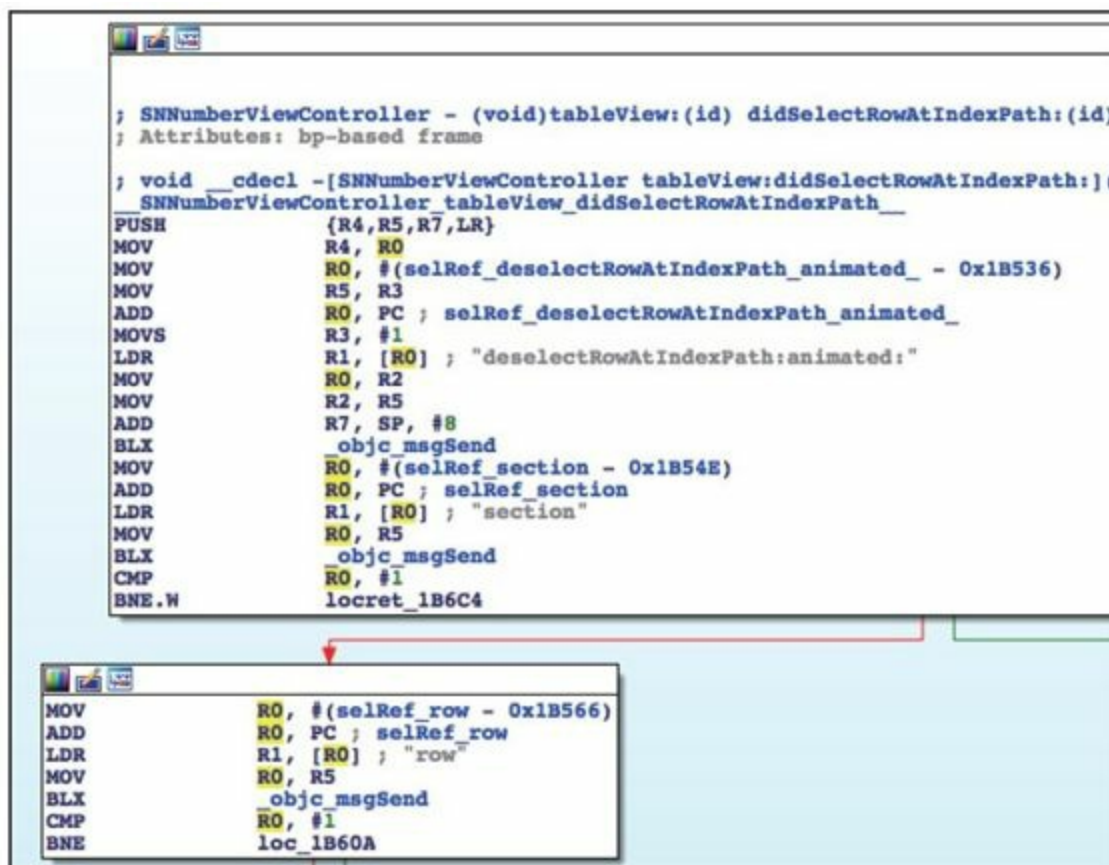 ; SNNumberViewController - (void)tableView:(id) didSelectRowAtIndexPath:(id)
; Attributes: bp-based frame
; void __cdecl -[SNNumberViewController tableView:didSelectRowAtIndexPath:](
__SNNumberViewController_tableView_didSelectRowAtIndexPath__
PUSH {R4,R5,R7,LR}
MOV R4, R0
MOV R0, #(selRef_deselectRowAtIndexPath_animated_ - 0x1B536)
MOV R5, R3
ADD R0, PC ; selRef_deselectRowAtIndexPath_animated_
MOVS R3, #1
LDR R1, [R0] ; "deselectRowAtIndexPath:animated:"
MOV R0, R2
MOV R2, R5
ADD R7, SP, #8
BLX _objc_msgSend
MOV R0, #(selRef_section - 0x1B54E)
ADD R0, PC ; selRef_section
LDR R1, [R0] ; "section"
MOV R0, R5
BLX _objc_msgSend
CMP R0, #1
BNE.W locret_1B6C4
MOV R0, #(selRef_row - 0x1B566)
ADD R0, PC ; selRef_row
LDR R1, [R0] ; "row"
MOV R0, R5
BLX _objc_msgSend
CMP R0, #1
BNE loc_1B60A